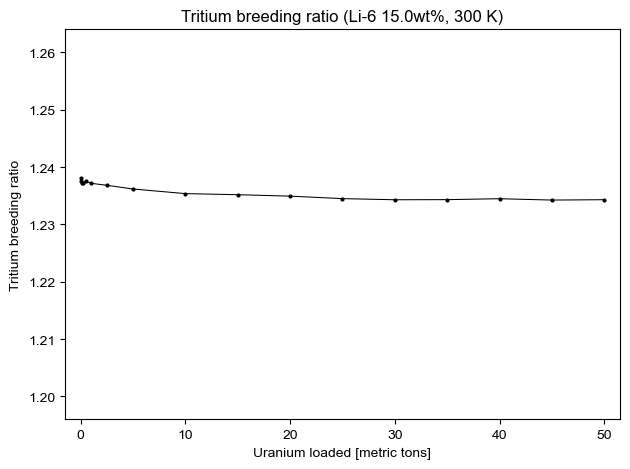 Tritium breeding ratio (Li-6 15.0wt%, 300 K)
Tritium breeding ratio
1.26
1.25
1.24
1.23
1.22
1.21
1.20
0 10 20 30 40 50
Uranium loaded [metric tons]